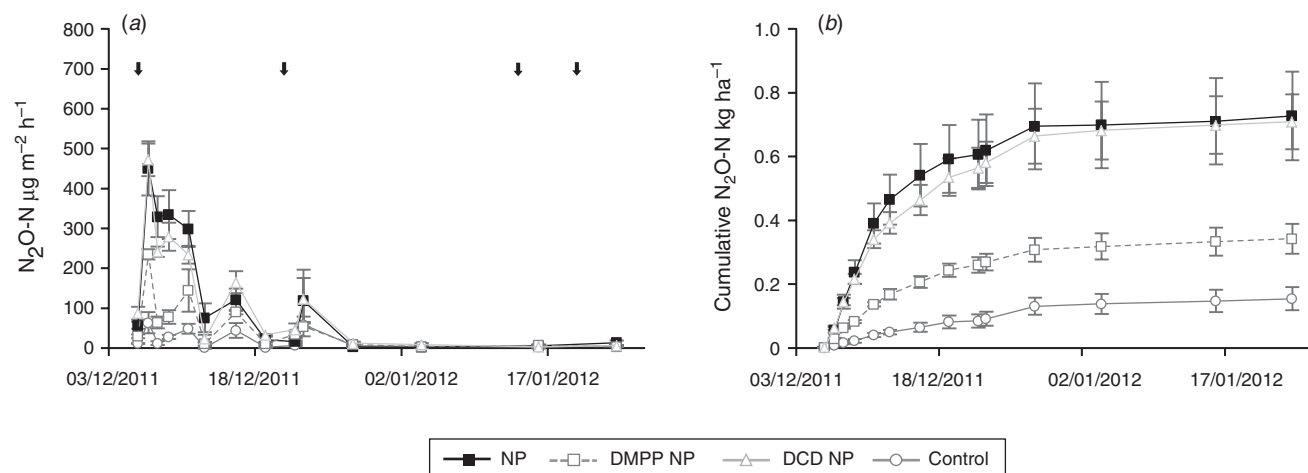 (a)
800
700
600
500
400
300
200
100
0
N₂O-N µg m⁻² h⁻¹
03/12/2011 18/12/2011 02/01/2012 17/01/2012
(b)
1.0
0.8
0.6
0.4
0.2
0
Cumulative N₂O-N kg ha⁻¹
03/12/2011 18/12/2011 02/01/2012 17/01/2012
NP DMPP NP DCD NP Control